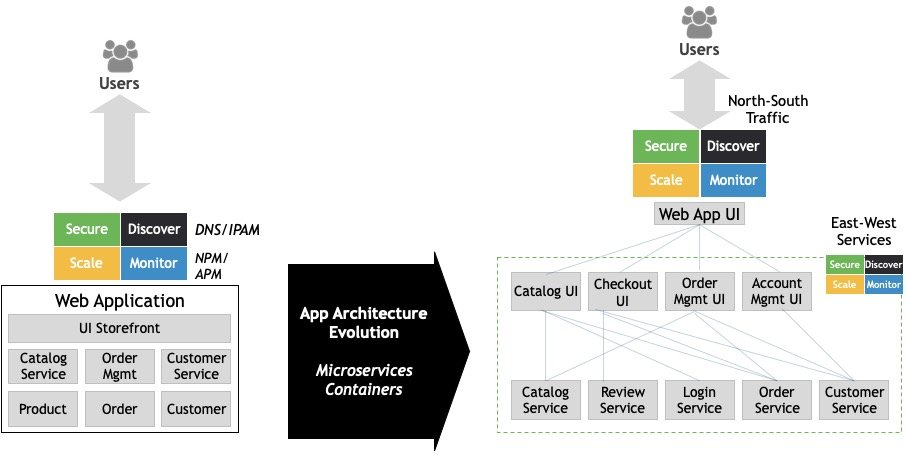 Users
Secure
Discover
DNS/IPAM
Scale
Monitor
NPM/
APM
Web Application
UI Storefront
Catalog
Service
Order
Mgmt
Customer
Service
Product
Order
Customer
App Architecture
Evolution
Microservices
Containers
Users
North-South
Traffic
Secure
Discover
Scale
Monitor
Web App UI
East-West
Services
Secure
Discover
Scale
Monitor
Catalog UI
Checkout
UI
Order
Mgmt UI
Account
Mgmt UI
Catalog
Service
Review
Service
Login
Service
Order
Service
Customer
Service